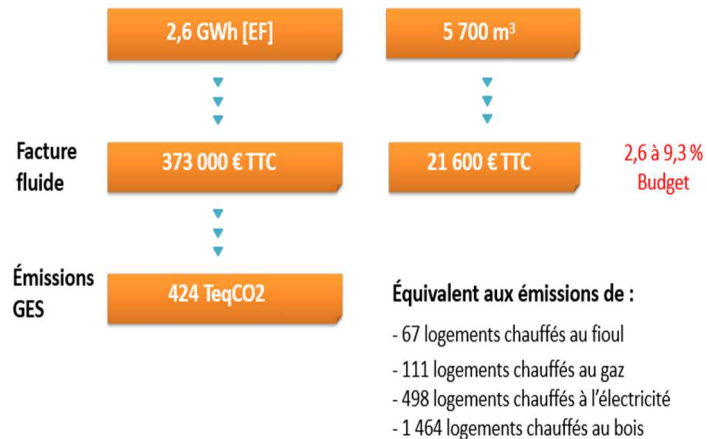 2,6 GWh [EF]
5 700 m³
Facture
fluide
373 000 € TTC
21 600 € TTC
2,6 à 9,3 %
Budget
Émissions
GES
424 TeqCO2
Équivalent aux émissions de :
- 67 logements chauffés au fioul
- 111 logements chauffés au gaz
- 498 logements chauffés à l'électricité
- 1 464 logements chauffés au bois